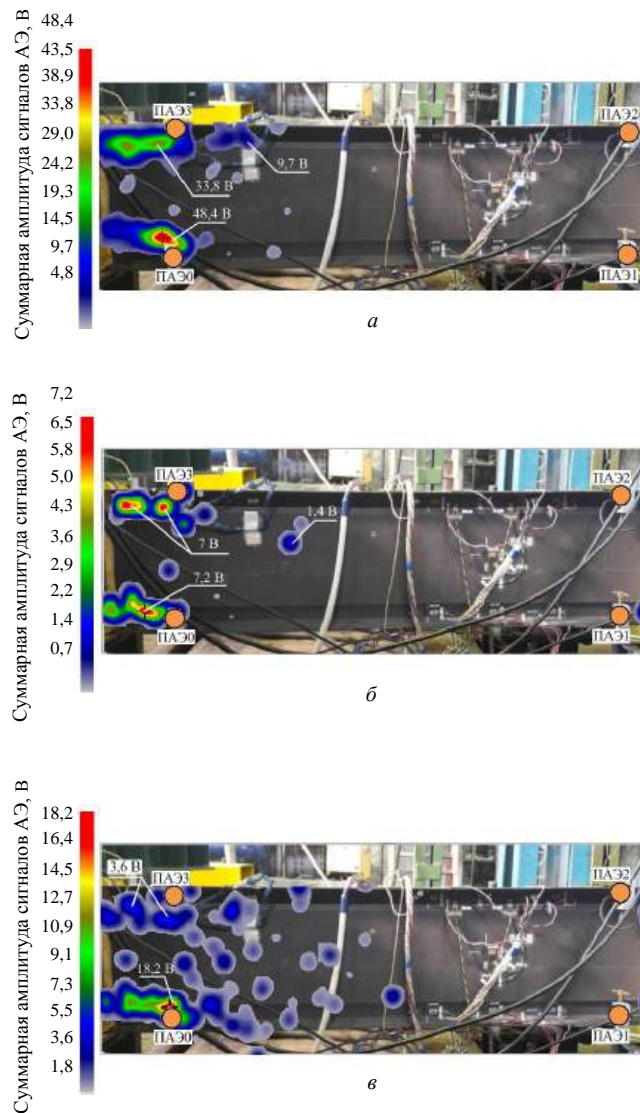 Суммарная амплитуда сигналов АЭ, В
48,4
43,5
38,9
33,8
29,0
24,2
19,3
14,5
9,7
4,8
ПАЭ3
ПАЭ2
9,7 В
33,8 В
48,4 В
ПАЭ0
ПАЭ1
а
Суммарная амплитуда сигналов АЭ, В
7,2
6,5
5,8
5,0
4,3
3,6
2,9
2,2
1,4
0,7
ПАЭ3
ПАЭ2
1,4 В
7 В
7,2 В
ПАЭ0
ПАЭ1
б
Суммарная амплитуда сигналов АЭ, В
18,2
16,4
14,5
12,7
10,9
9,1
7,3
5,5
3,6
1,8
3,6 В
ПАЭ3
ПАЭ2
18,2 В
ПАЭ0
ПАЭ1
в